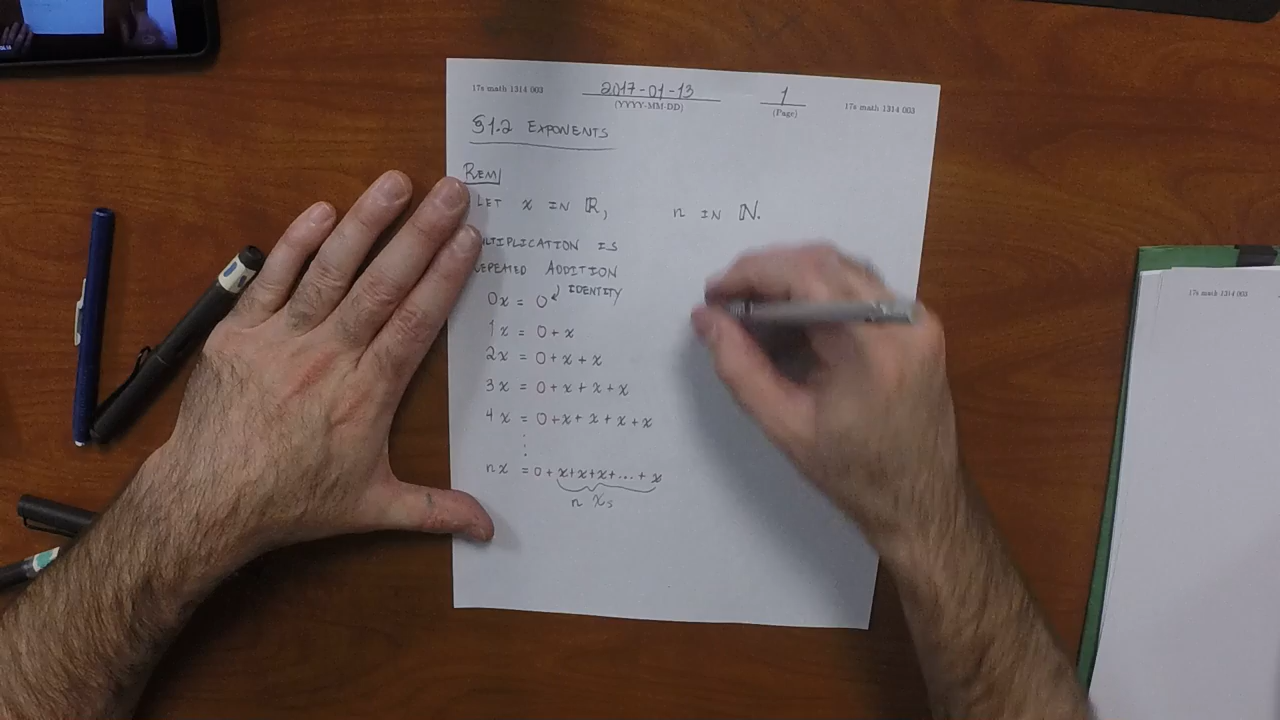 17s math 1314 003 2017-01-13 1 17s math 1314 003
(YYYY-MM-DD) (Page)
§1.2 EXPONENTS
REM
LET x IN ℝ, n IN ℕ.
IS
ADDITION
IDENTITY
0x = 0
1x = 0+x
2x = 0+x+x
3x = 0+x+x+x
4x = 0+x+x+x+x
⋮
nx = 0+x+x+x+...+x
n xs
17s math 1314 003